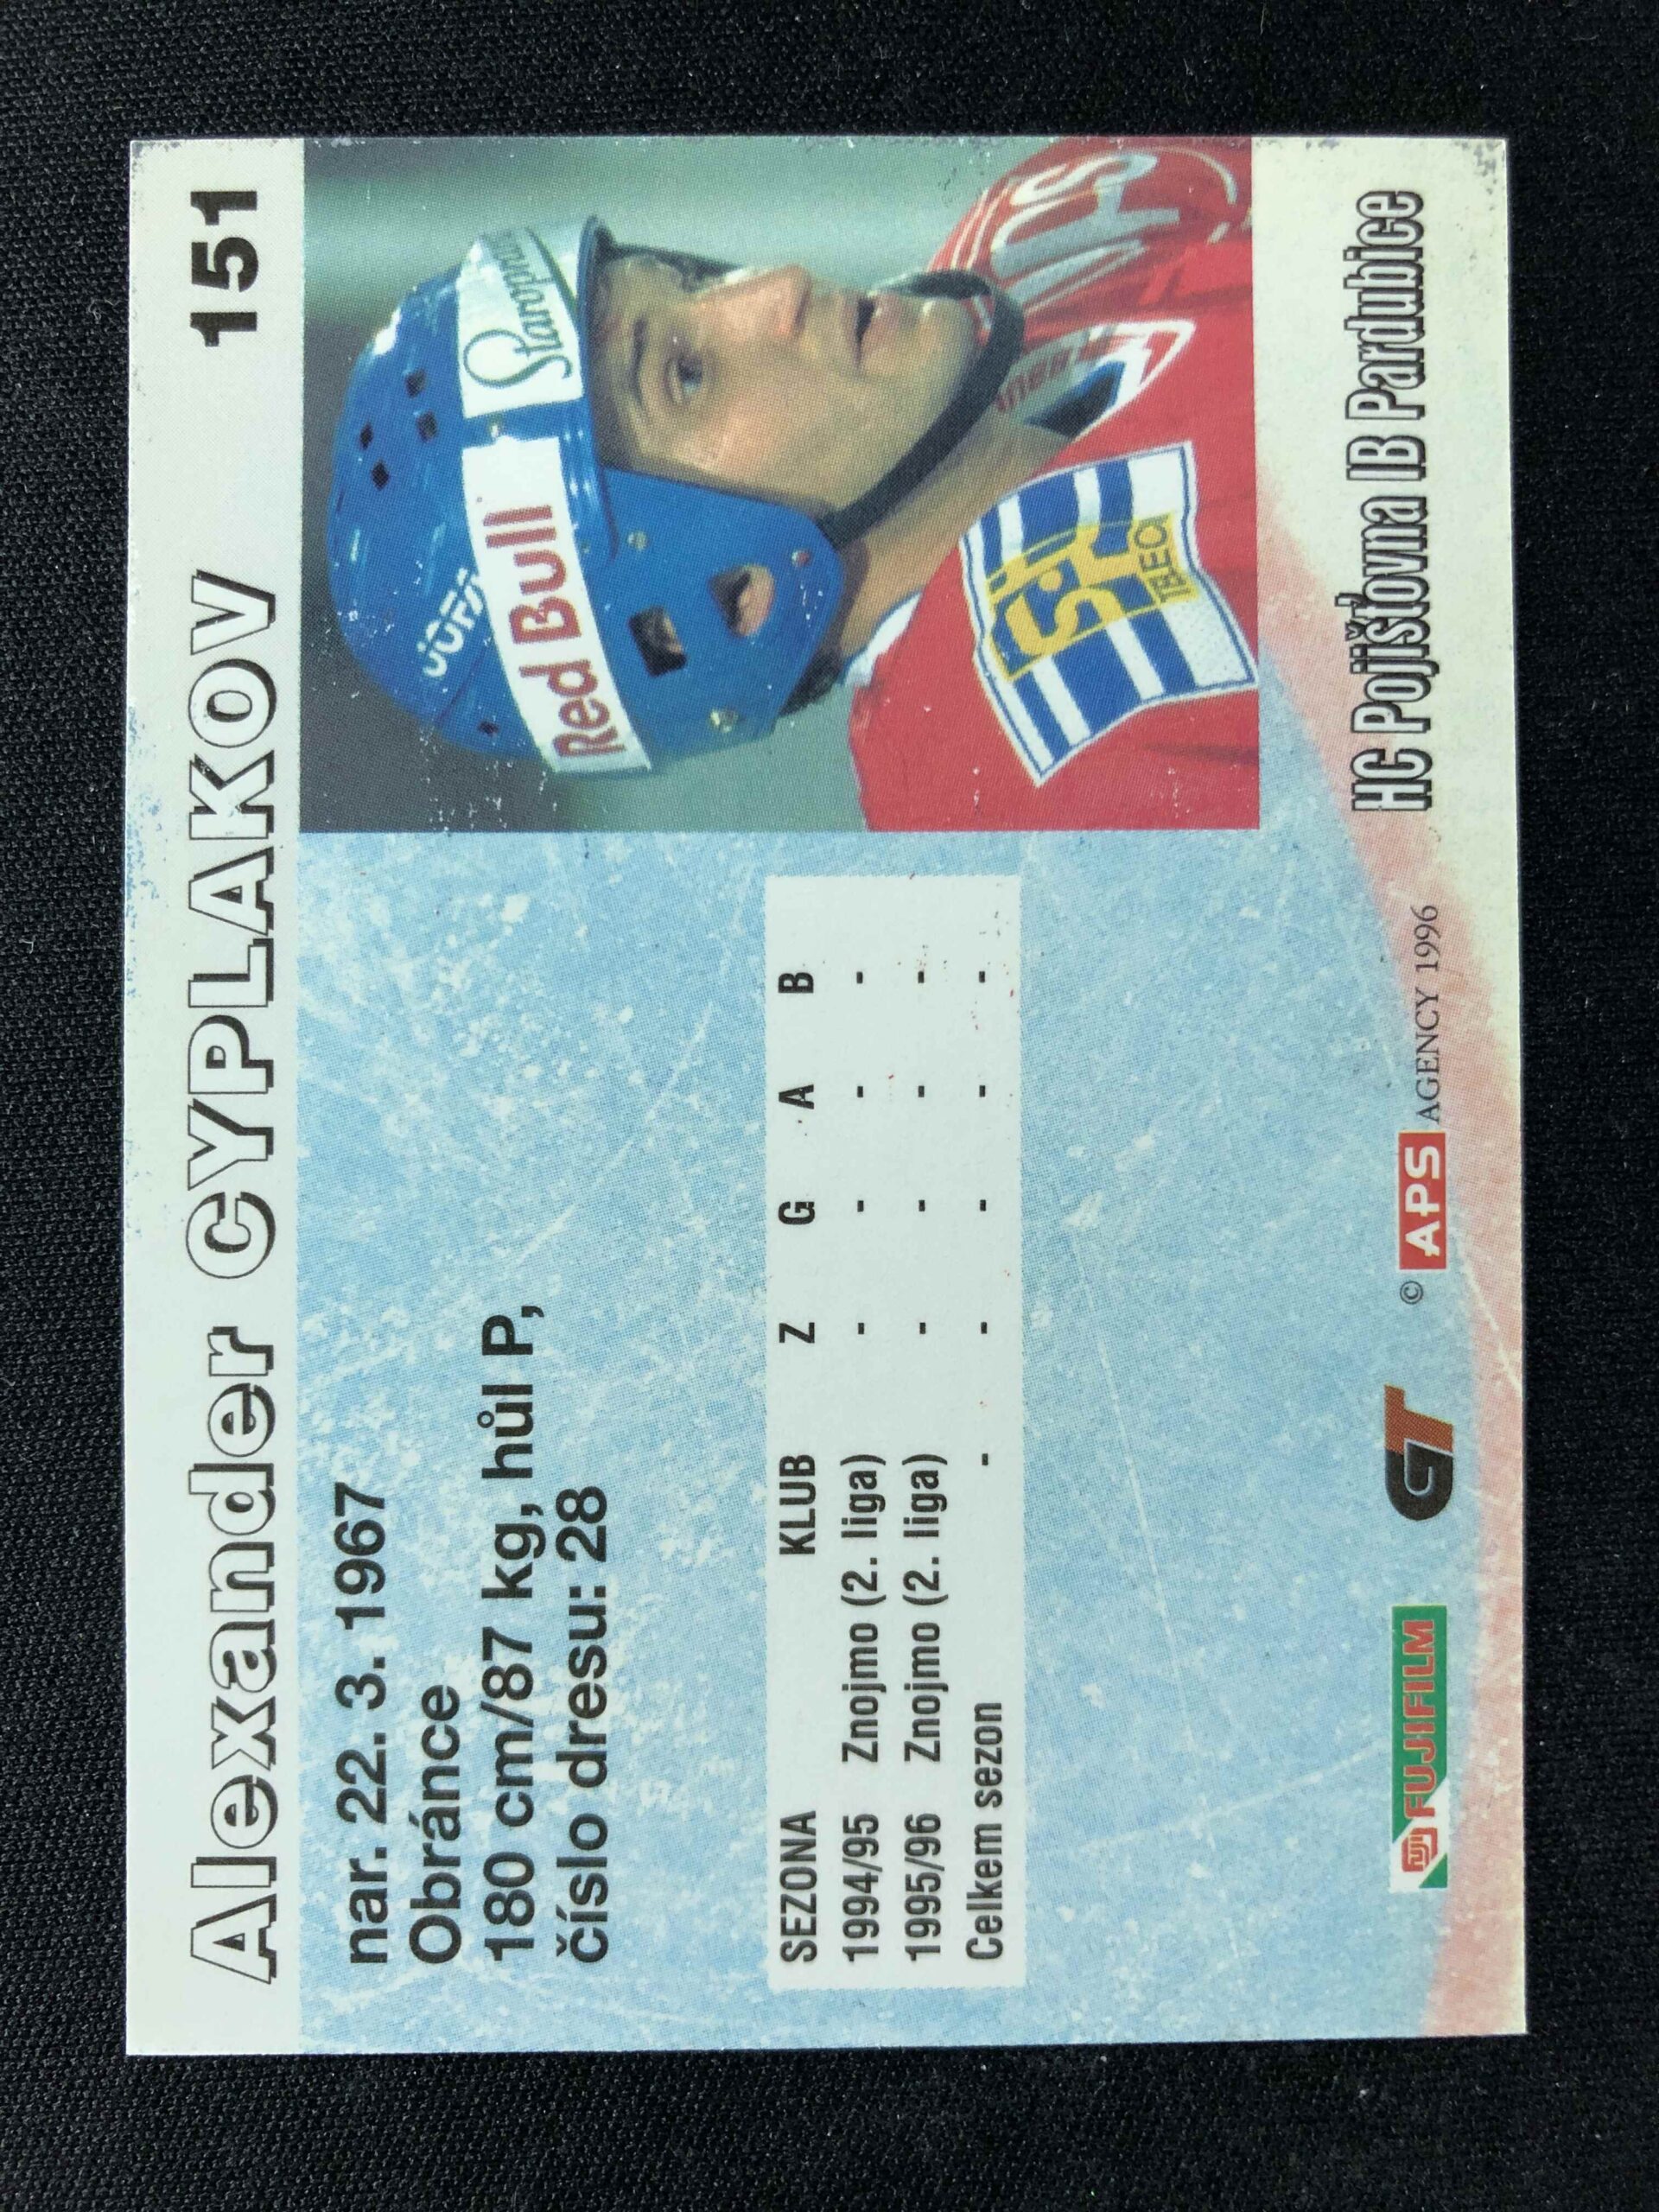 Alexander CYPLAKOV 151
nar. 22. 3. 1967
Obránce
180 cm/87 kg, hůl P,
číslo dresu: 28
JOFA
Red Bull
Staropramen
SEZONA KLUB Z G A B
1994/95 Znojmo (2. liga) - - - -
1995/96 Znojmo (2. liga) - - - -
Celkem sezon - - - - -
FUJI FUJIFILM
GT
© APS AGENCY 1996
HC Pojišťovna IB Pardubice